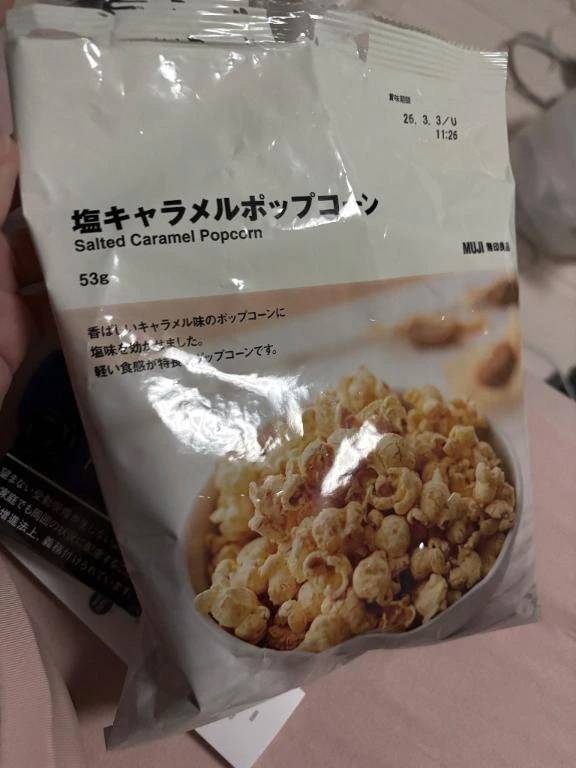 賞味期限
26. 3. 3/U
11:26
塩キャラメルポップコーン
Salted Caramel Popcorn
MUJI 無印良品
53g
香ばしいキャラメル味のポップコーンに
塩味を効かせました。
軽い食感が特長のポップコーンです。